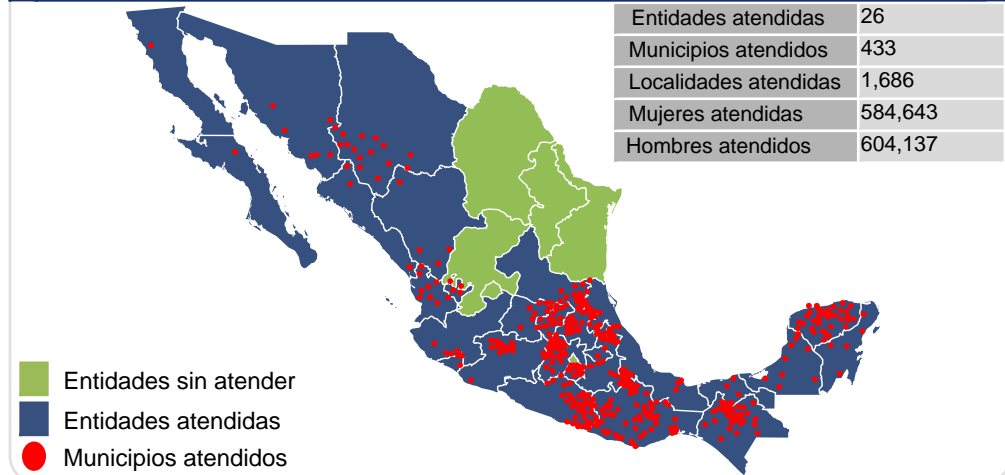 Entidades atendidas 26
Municipios atendidos 433
Localidades atendidas 1,686
Mujeres atendidas 584,643
Hombres atendidos 604,137
Entidades sin atender
Entidades atendidas
Municipios atendidos